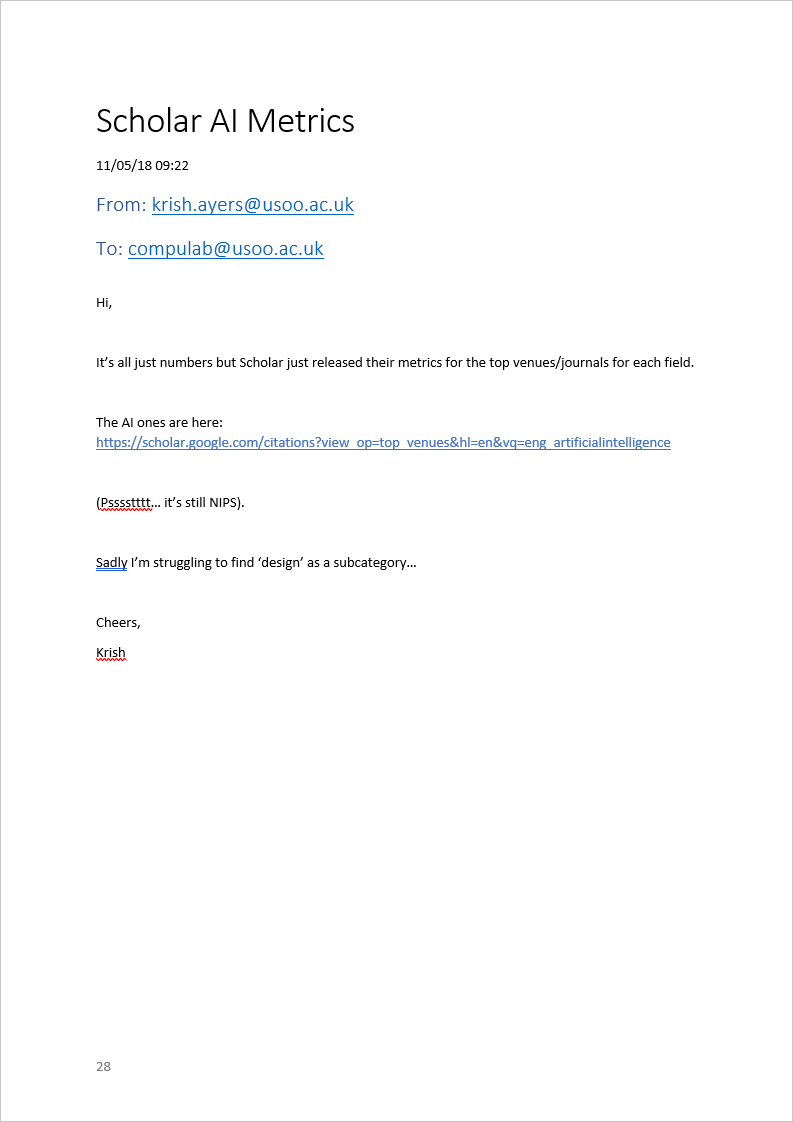 Scholar AI Metrics
11/05/18 09:22
From: krish.ayers@usoo.ac.uk
To: compulab@usoo.ac.uk
Hi,
It’s all just numbers but Scholar just released their metrics for the top venues/journals for each field.
The AI ones are here:
https://scholar.google.com/citations?view_op=top_venues&hl=en&vq=eng_artificialintelligence
(Psssstttt… it’s still NIPS).
Sadly I’m struggling to find ‘design’ as a subcategory…
Cheers,
Krish
28